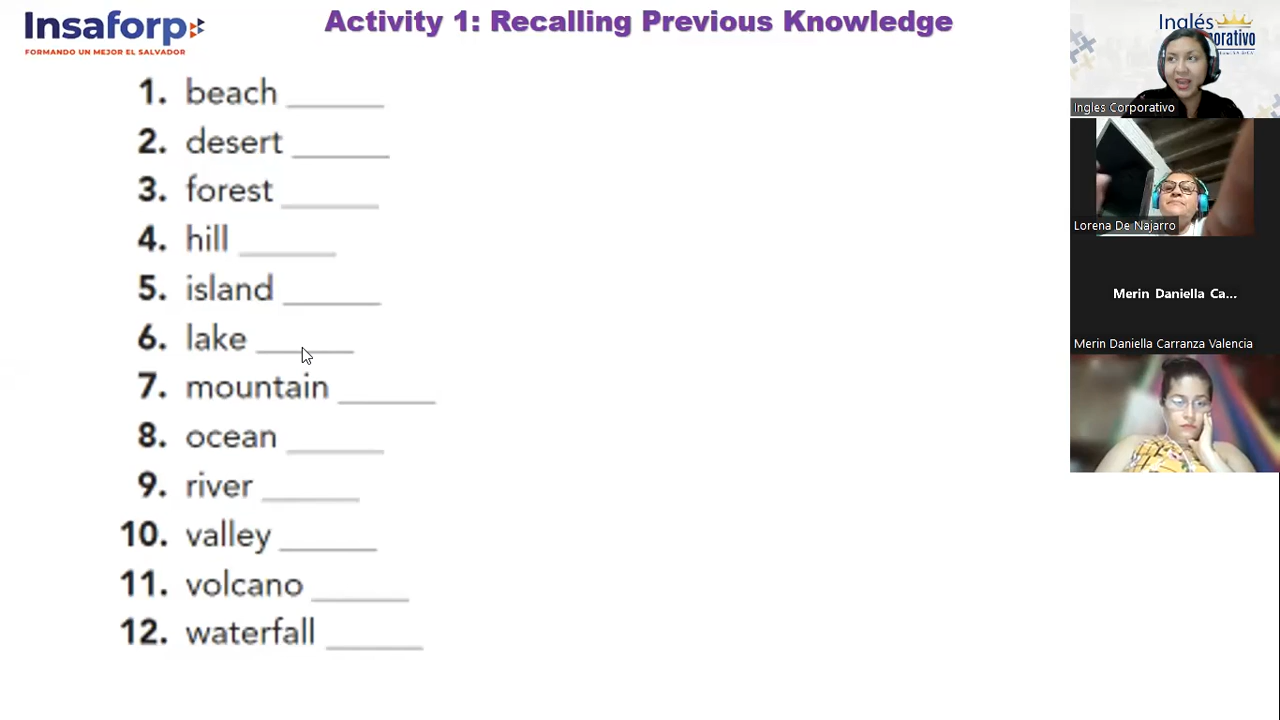 Insaforp
FORMANDO UN MEJOR EL SALVADOR
Activity 1: Recalling Previous Knowledge
1. beach ______
2. desert ______
3. forest ______
4. hill ______
5. island ______
6. lake ______
7. mountain ______
8. ocean ______
9. river ______
10. valley ______
11. volcano ______
12. waterfall ______
Inglés
Ingles Corporativo
Lorena De Najarro
Merin Daniella Ca...
Merin Daniella Carranza Valencia